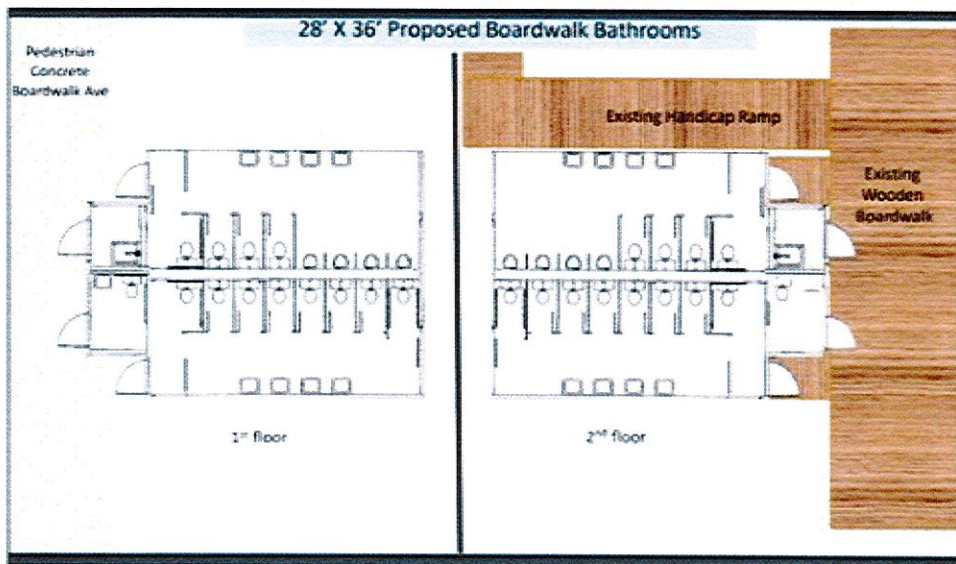 28' X 36' Proposed Boardwalk Bathrooms
Pedestrian
Concrete
Boardwalk Ave
Existing Handicap Ramp
Existing
Wooden
Boardwalk
1st floor
2nd floor